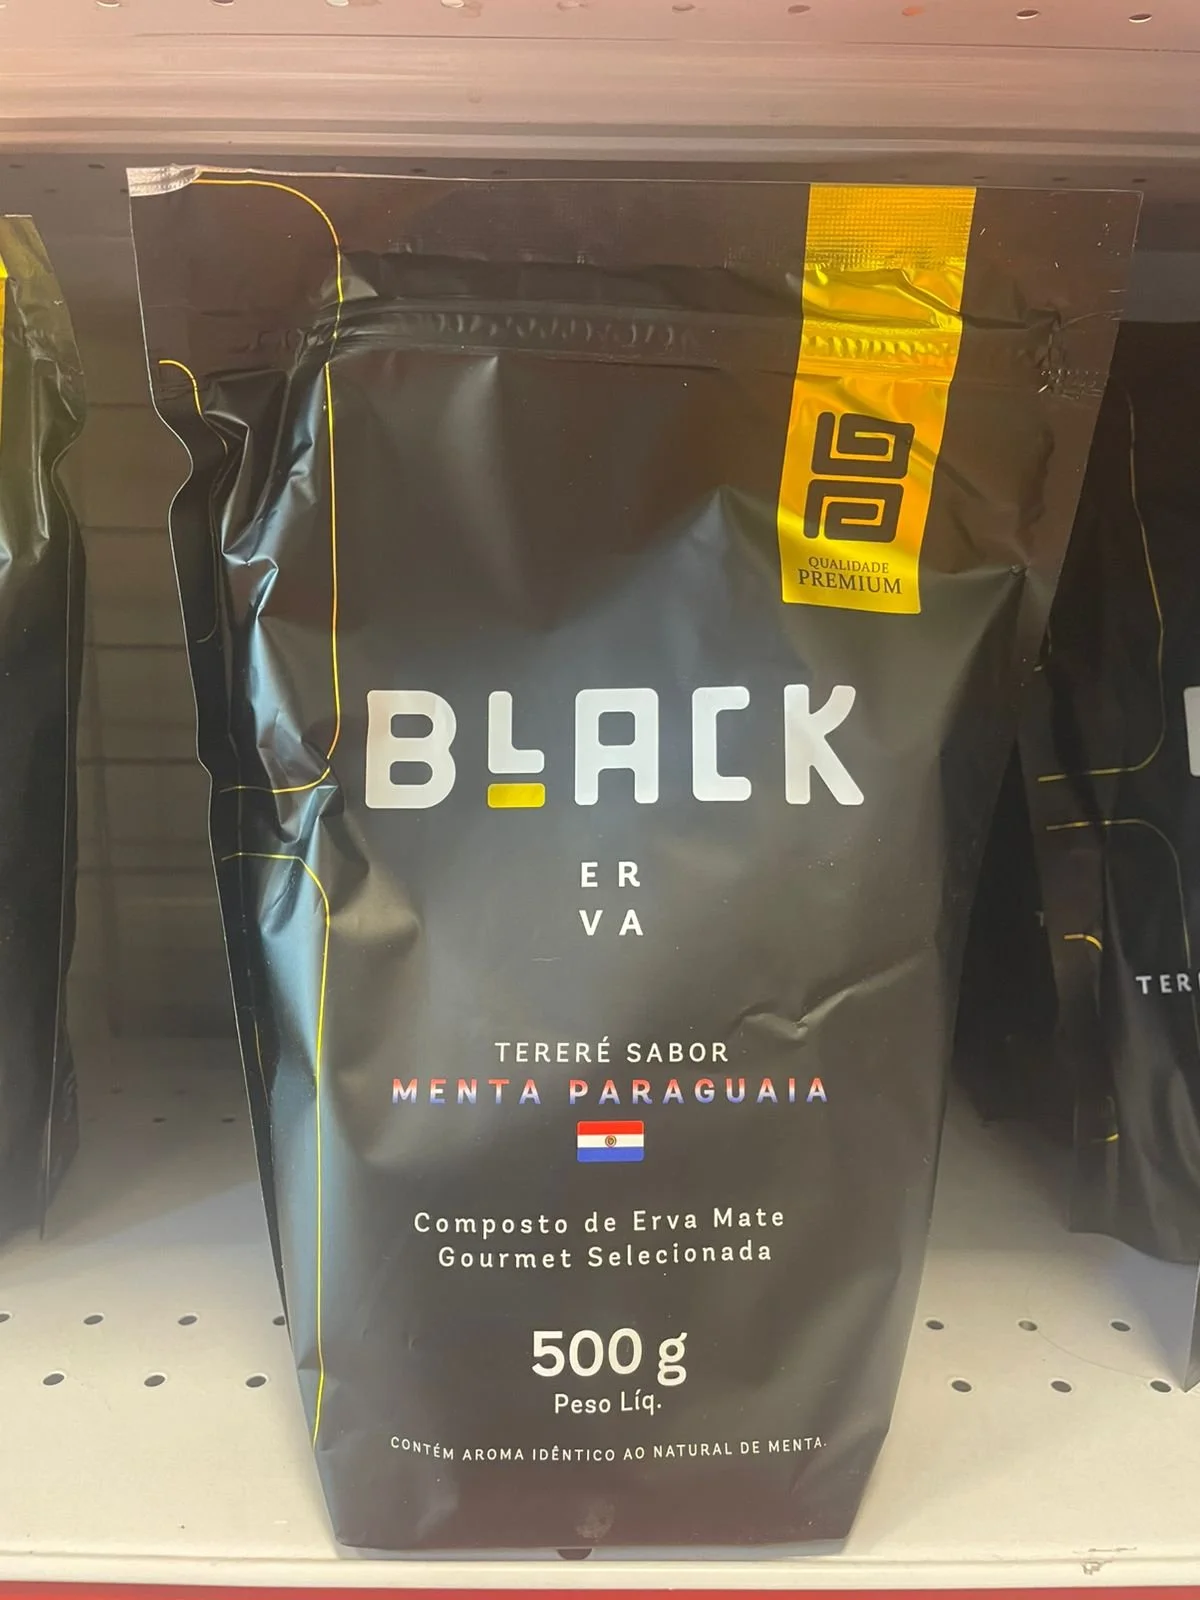 QUALIDADE
PREMIUM
BLACK
ER
VA
TERERÉ SABOR
MENTA PARAGUAIA
Composto de Erva Mate
Gourmet Selecionada
500 g
Peso Líq.
CONTÉM AROMA IDÊNTICO AO NATURAL DE MENTA.
TER